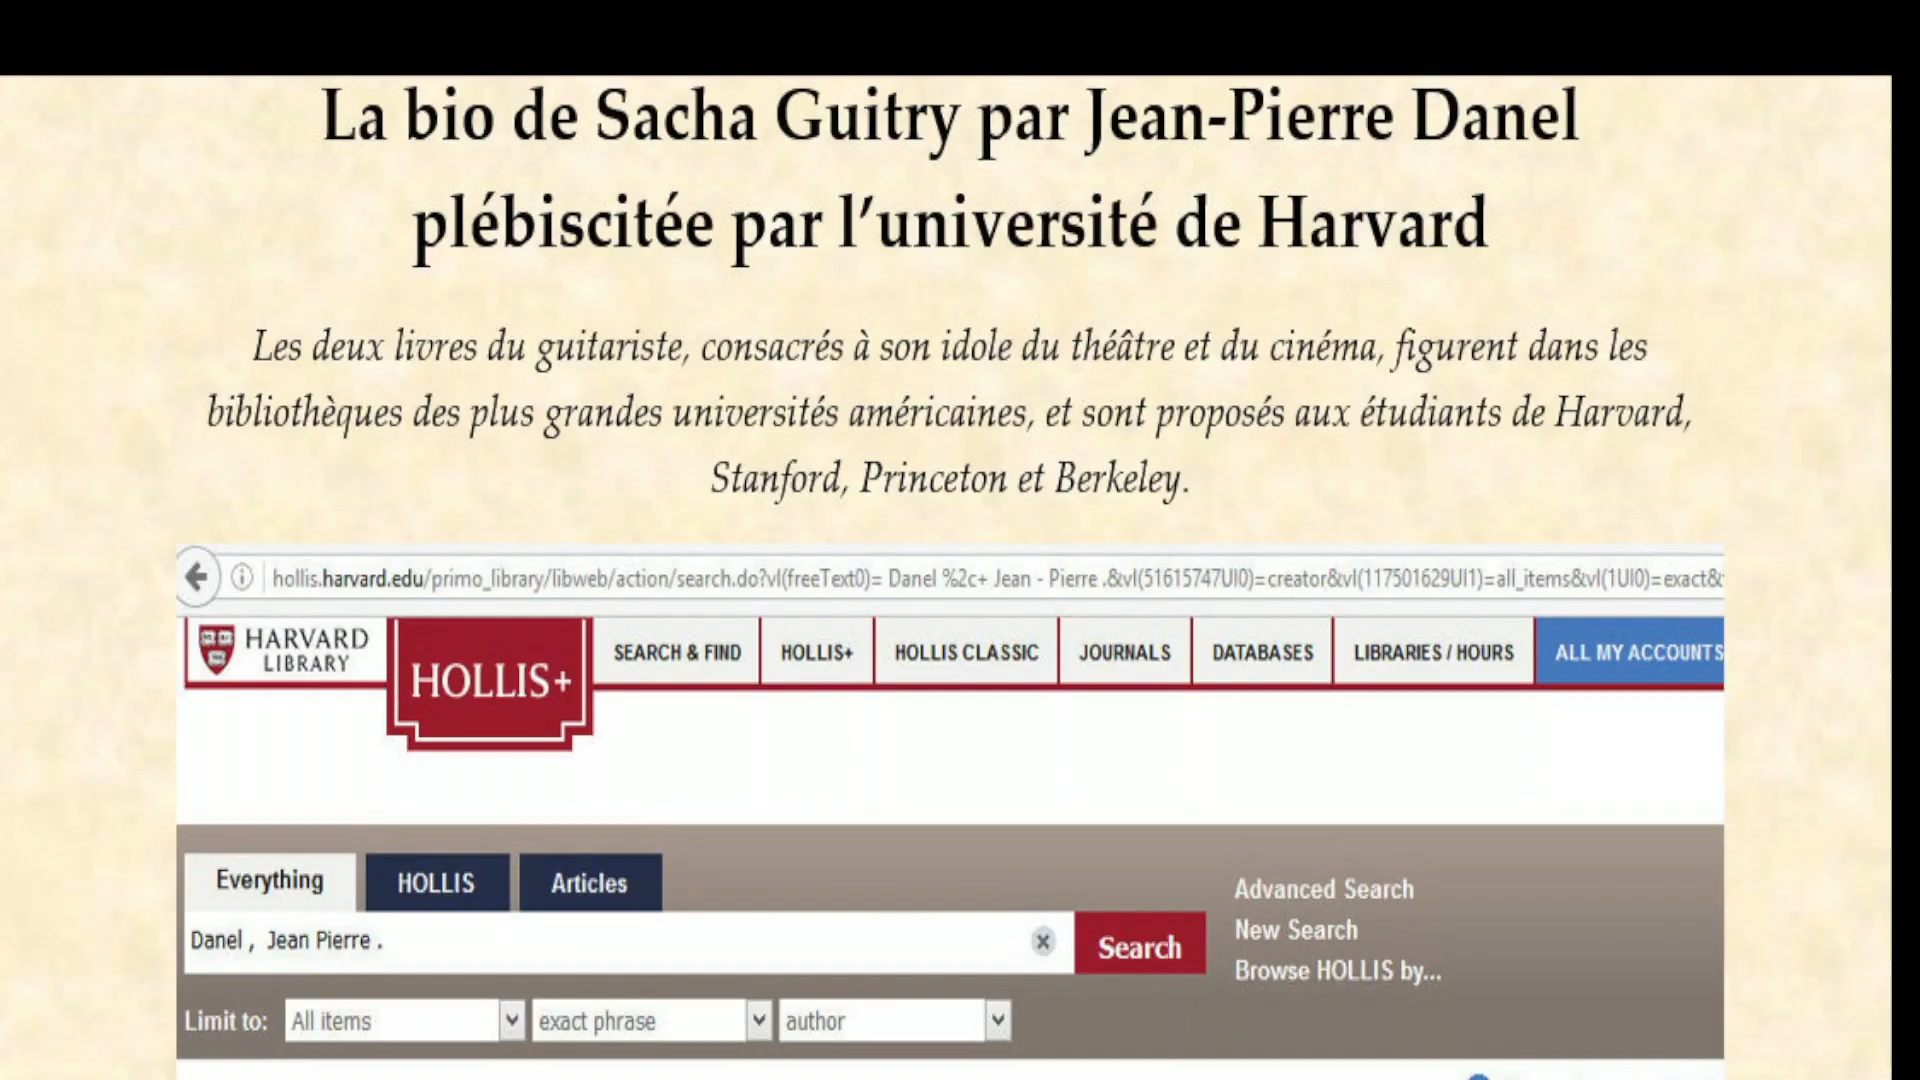 La bio de Sacha Guitry par Jean-Pierre Danel
plébiscitée par l’université de Harvard
Les deux livres du guitariste, consacrés à son idole du théâtre et du cinéma, figurent dans les
bibliothèques des plus grandes universités américaines, et sont proposés aux étudiants de Harvard,
Stanford, Princeton et Berkeley.
hollis.harvard.edu/primo_library/libweb/action/search.do?vl(freeText0)= Danel %2c+ Jean - Pierre .&vl(51615747UI0)=creator&vl(117501629UI1)=all_items&vl(1UI0)=exact&
HARVARD
LIBRARY
HOLLIS+
SEARCH & FIND HOLLIS+ HOLLIS CLASSIC JOURNALS DATABASES LIBRARIES / HOURS ALL MY ACCOUNTS
Everything HOLLIS Articles
Danel , Jean Pierre .
Search
Advanced Search
New Search
Browse HOLLIS by...
Limit to: All items exact phrase author